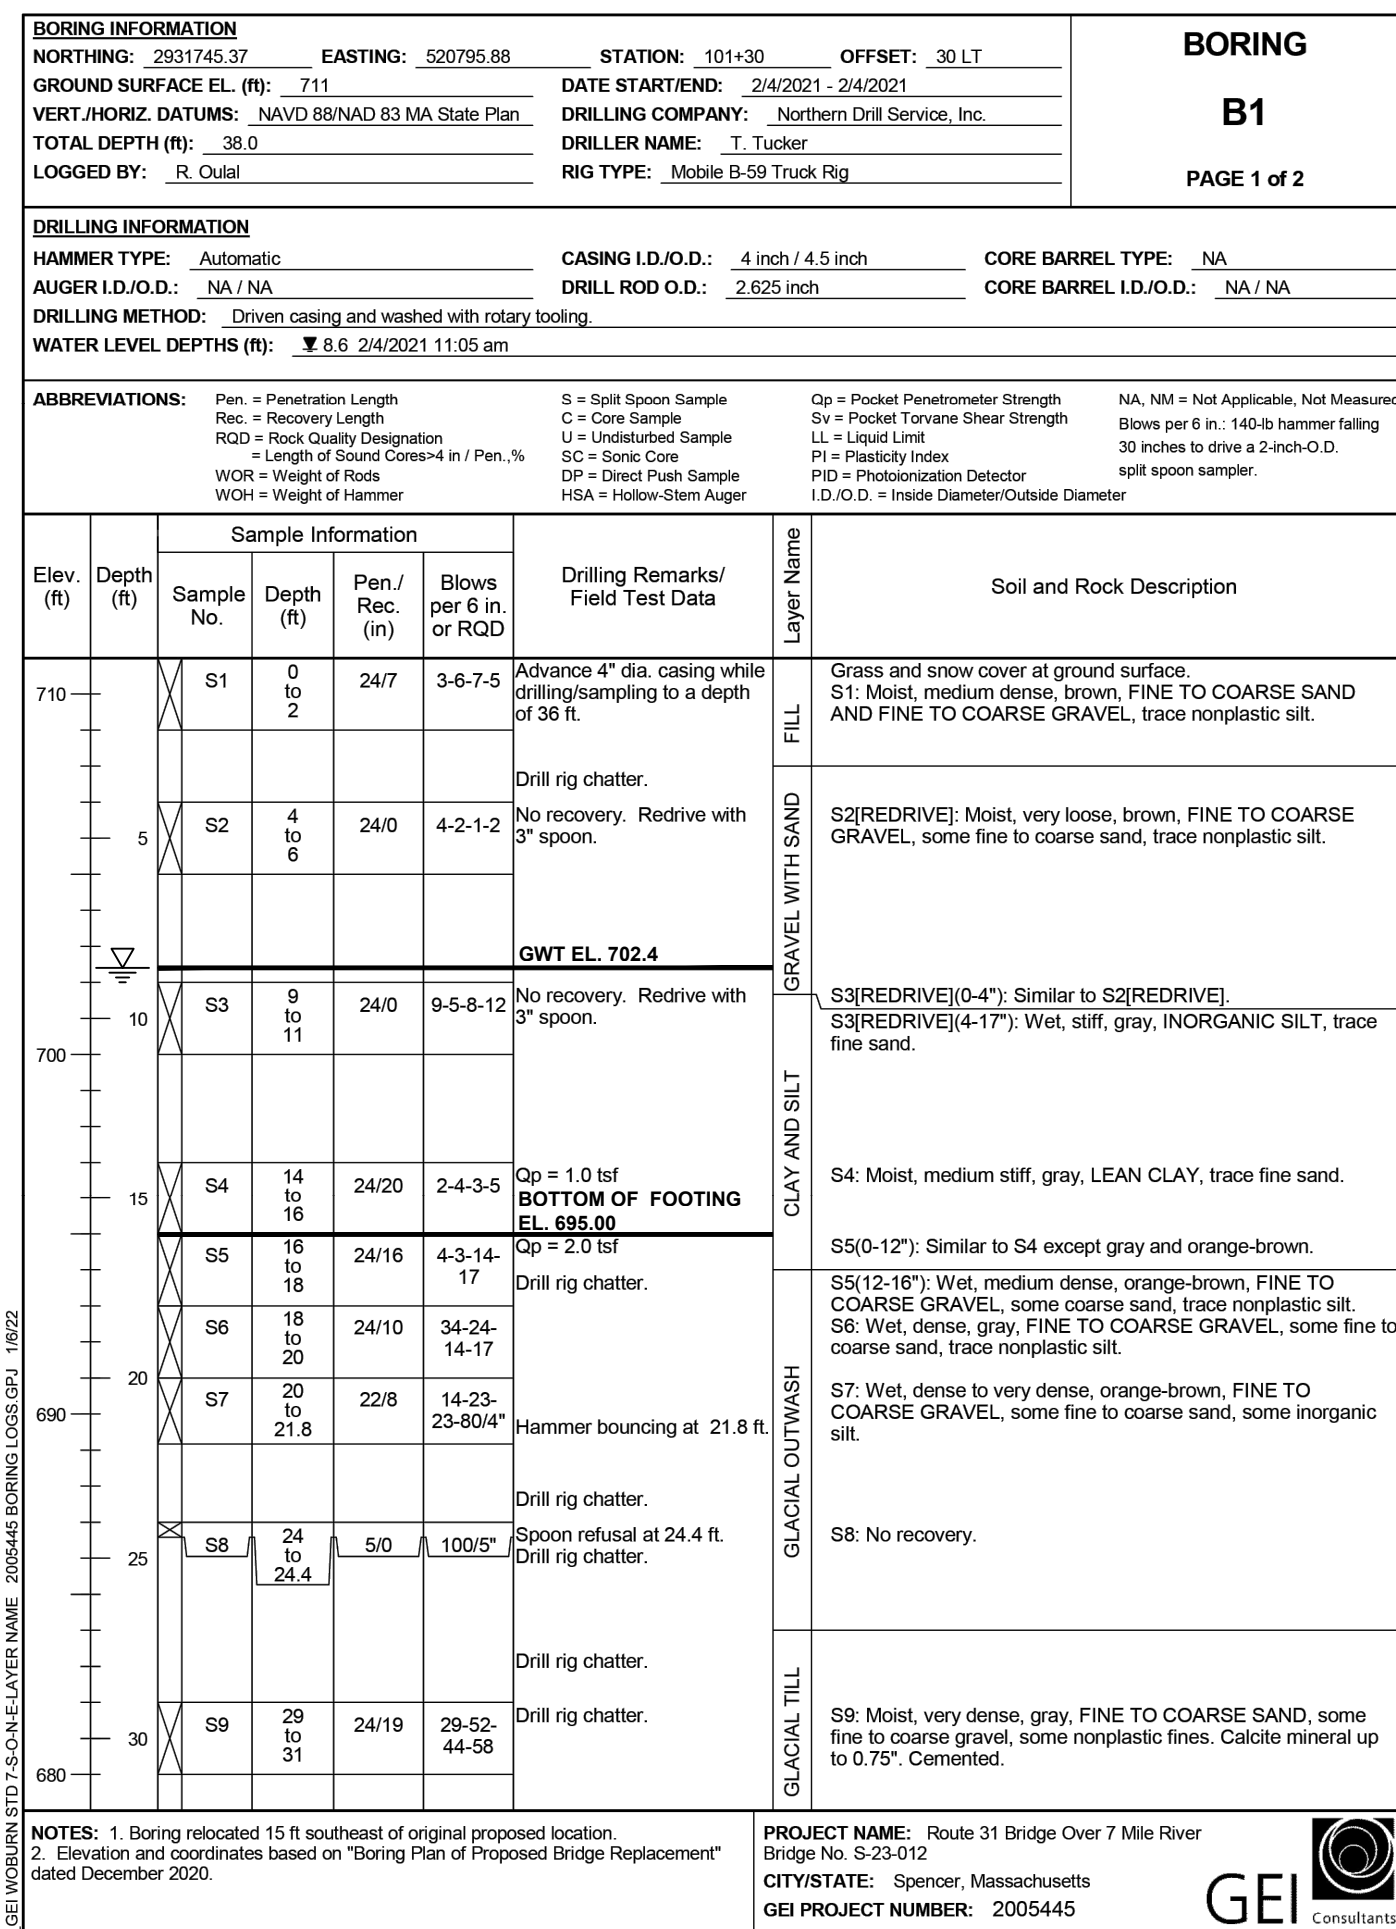 BORING INFORMATION
NORTHING: 2931745.37 EASTING: 520795.88 STATION: 101+30 OFFSET: 30 LT
GROUND SURFACE EL. (ft): 711 DATE START/END: 2/4/2021 - 2/4/2021
VERT./HORIZ. DATUMS: NAVD 88/NAD 83 MA State Plan DRILLING COMPANY: Northern Drill Service, Inc.
TOTAL DEPTH (ft): 38.0 DRILLER NAME: T. Tucker
LOGGED BY: R. Oulal RIG TYPE: Mobile B-59 Truck Rig
BORING
B1
PAGE 1 of 2
DRILLING INFORMATION
HAMMER TYPE: Automatic CASING I.D./O.D.: 4 inch / 4.5 inch CORE BARREL TYPE: NA
AUGER I.D./O.D.: NA / NA DRILL ROD O.D.: 2.625 inch CORE BARREL I.D./O.D.: NA / NA
DRILLING METHOD: Driven casing and washed with rotary tooling.
WATER LEVEL DEPTHS (ft): 8.6 2/4/2021 11:05 am
ABBREVIATIONS:
Pen. = Penetration Length
Rec. = Recovery Length
RQD = Rock Quality Designation
= Length of Sound Cores>4 in / Pen.,%
WOR = Weight of Rods
WOH = Weight of Hammer
S = Split Spoon Sample
C = Core Sample
U = Undisturbed Sample
SC = Sonic Core
DP = Direct Push Sample
HSA = Hollow-Stem Auger
Qp = Pocket Penetrometer Strength
Sv = Pocket Torvane Shear Strength
LL = Liquid Limit
PI = Plasticity Index
PID = Photoionization Detector
I.D./O.D. = Inside Diameter/Outside Diameter
NA, NM = Not Applicable, Not Measured
Blows per 6 in.: 140-lb hammer falling
30 inches to drive a 2-inch-O.D.
split spoon sampler.
Elev.
(ft)
Depth
(ft)
Sample Information
Sample
No.
Depth
(ft)
Pen./
Rec.
(in)
Blows
per 6 in.
or RQD
Drilling Remarks/
Field Test Data
Layer Name
Soil and Rock Description
710
S1
0
to
2
24/7
3-6-7-5
Advance 4" dia. casing while
drilling/sampling to a depth
of 36 ft.
FILL
Grass and snow cover at ground surface.
S1: Moist, medium dense, brown, FINE TO COARSE SAND
AND FINE TO COARSE GRAVEL, trace nonplastic silt.
Drill rig chatter.
5
S2
4
to
6
24/0
4-2-1-2
No recovery. Redrive with
3" spoon.
GRAVEL WITH SAND
S2[REDRIVE]: Moist, very loose, brown, FINE TO COARSE
GRAVEL, some fine to coarse sand, trace nonplastic silt.
GWT EL. 702.4
10
700
S3
9
to
11
24/0
9-5-8-12
No recovery. Redrive with
3" spoon.
S3[REDRIVE](0-4"): Similar to S2[REDRIVE].
S3[REDRIVE](4-17"): Wet, stiff, gray, INORGANIC SILT, trace
fine sand.
CLAY AND SILT
15
S4
14
to
16
24/20
2-4-3-5
Qp = 1.0 tsf
BOTTOM OF FOOTING
EL. 695.00
S4: Moist, medium stiff, gray, LEAN CLAY, trace fine sand.
S5
16
to
18
24/16
4-3-14-
17
Qp = 2.0 tsf
Drill rig chatter.
S5(0-12"): Similar to S4 except gray and orange-brown.
S5(12-16"): Wet, medium dense, orange-brown, FINE TO
COARSE GRAVEL, some coarse sand, trace nonplastic silt.
S6
18
to
20
24/10
34-24-
14-17
S6: Wet, dense, gray, FINE TO COARSE GRAVEL, some fine to
coarse sand, trace nonplastic silt.
GLACIAL OUTWASH
20
690
S7
20
to
21.8
22/8
14-23-
23-80/4"
Hammer bouncing at 21.8 ft.
S7: Wet, dense to very dense, orange-brown, FINE TO
COARSE GRAVEL, some fine to coarse sand, some inorganic
silt.
Drill rig chatter.
25
S8
24
to
24.4
5/0
100/5"
Spoon refusal at 24.4 ft.
Drill rig chatter.
S8: No recovery.
Drill rig chatter.
GLACIAL TILL
30
680
S9
29
to
31
24/19
29-52-
44-58
Drill rig chatter.
S9: Moist, very dense, gray, FINE TO COARSE SAND, some
fine to coarse gravel, some nonplastic fines. Calcite mineral up
to 0.75". Cemented.
NOTES: 1. Boring relocated 15 ft southeast of original proposed location.
2. Elevation and coordinates based on "Boring Plan of Proposed Bridge Replacement"
dated December 2020.
PROJECT NAME: Route 31 Bridge Over 7 Mile River
Bridge No. S-23-012
CITY/STATE: Spencer, Massachusetts
GEI PROJECT NUMBER: 2005445
GEI Consultants
GEI WOBURN STD 7-S-O-N-E-LAYER NAME 2005445 BORING LOGS.GPJ 1/6/22